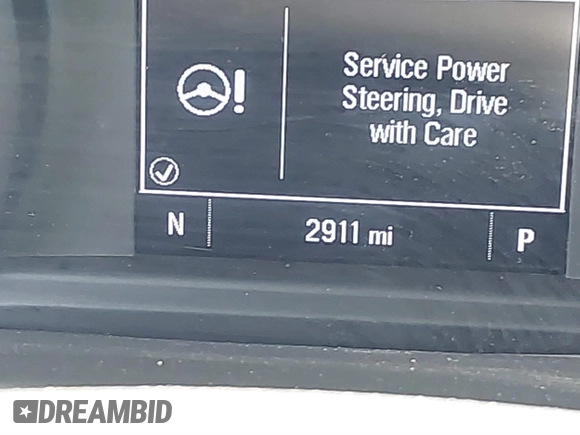 Service Power
Steering, Drive
with Care
N
2911 mi
P
DREAMBID